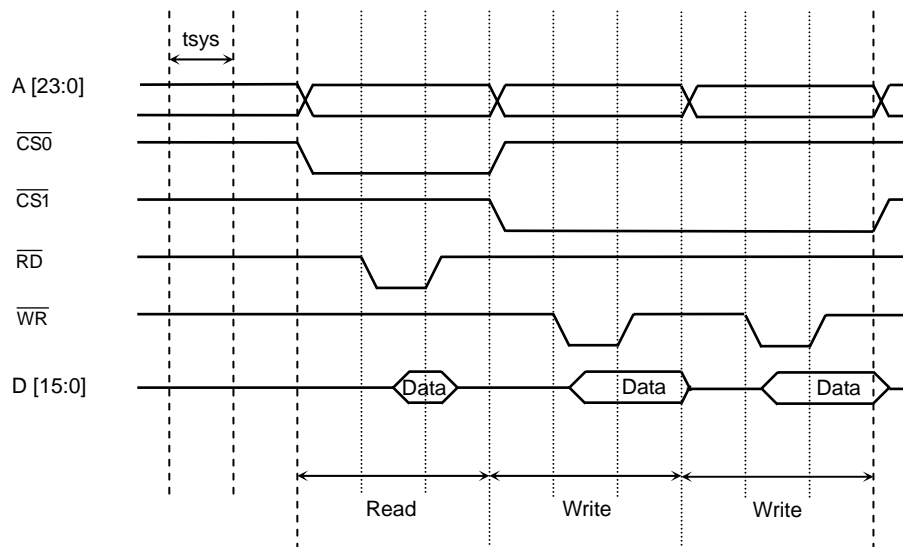 tsys
A [23:0]
CS0
CS1
RD
WR
D [15:0]
Data
Data
Data
Read
Write
Write